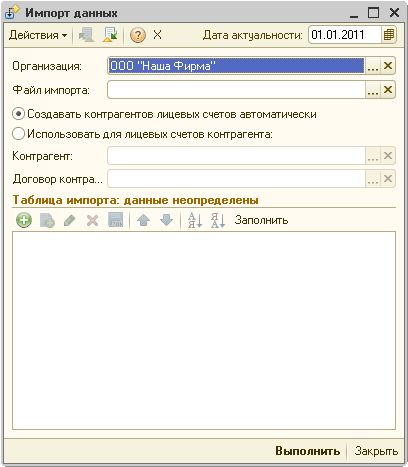 Импорт данных
Действия Дата актуальности: 01.01.2011
Организация: ООО "Наша Фирма" ...
Файл импорта: ...
Создавать контрагентов лицевых счетов автоматически
Использовать для лицевых счетов контрагента:
Контрагент: ...
Договор контра... ...
Таблица импорта: данные неопределены
Заполнить
Выполнить Закрыть